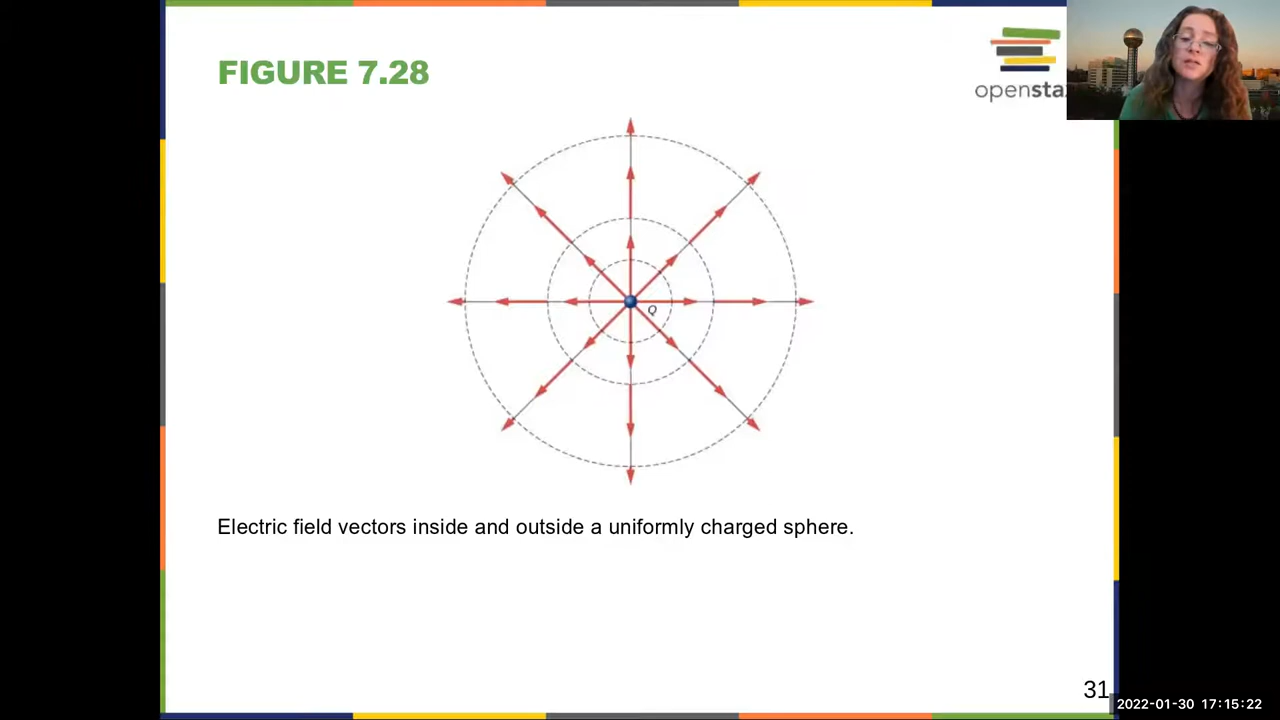 FIGURE 7.28
openstax
Q
Electric field vectors inside and outside a uniformly charged sphere.
31
2022-01-30 17:15:22